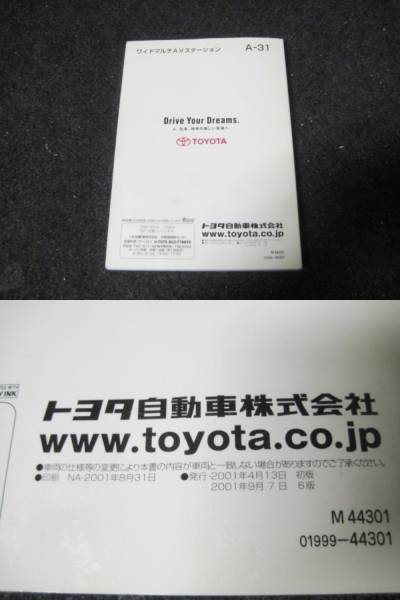 ワイドマルチAVステーション A-31
Drive Your Dreams.
TOYOTA
トヨタ自動車株式会社
www.toyota.co.jp
M 44301
01999-44301
トヨタ自動車株式会社
www.toyota.co.jp
●車両の仕様等の変更により本書の内容が車両と一致しない場合がありますのでご了承ください。
●印刷 NA-2001年8月31日 ●発行-2001年4月13日 初版
2001年9月7日 6版
M 44301
01999-44301